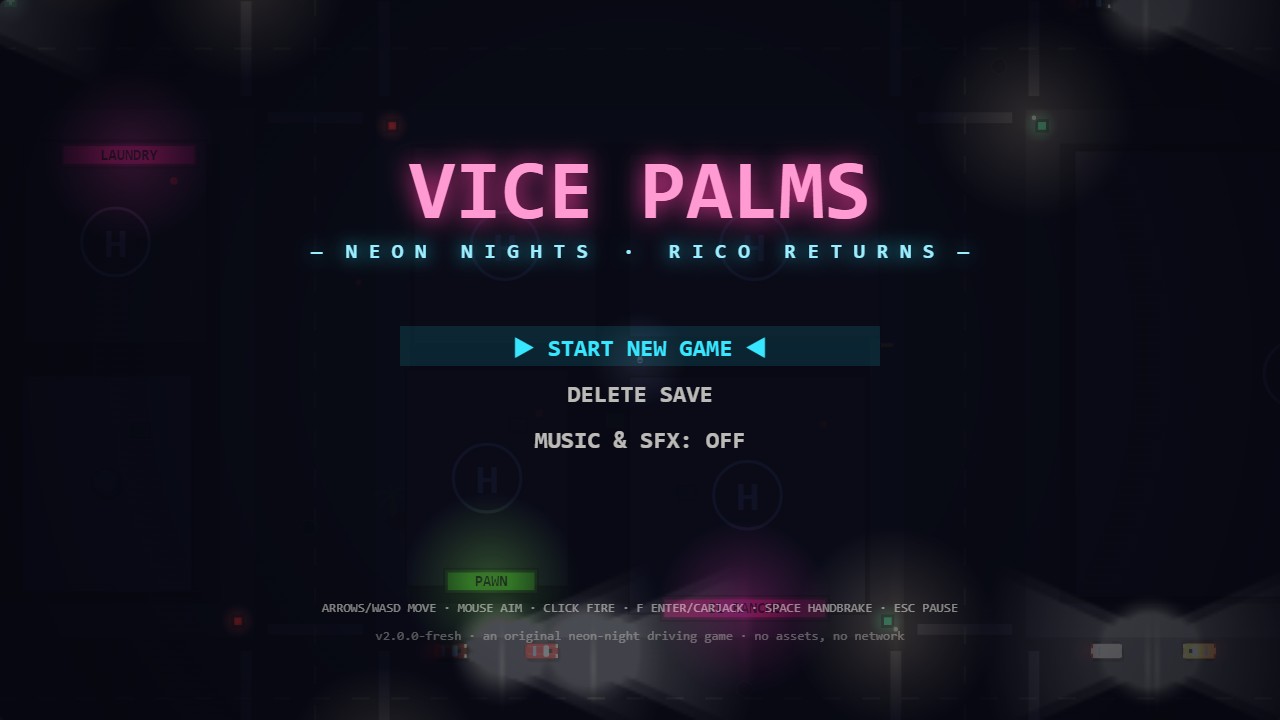 LAUNDRY
VICE PALMS
— NEON NIGHTS · RICO RETURNS —
H
H
H
▶ START NEW GAME ◀
DELETE SAVE
MUSIC & SFX: OFF
H
H
PAWN
ARROWS/WASD MOVE · MOUSE AIM · CLICK FIRE · F ENTER/CARJACK · SPACE HANDBRAKE · ESC PAUSE
v2.0.0-fresh · an original neon-night driving game · no assets, no network